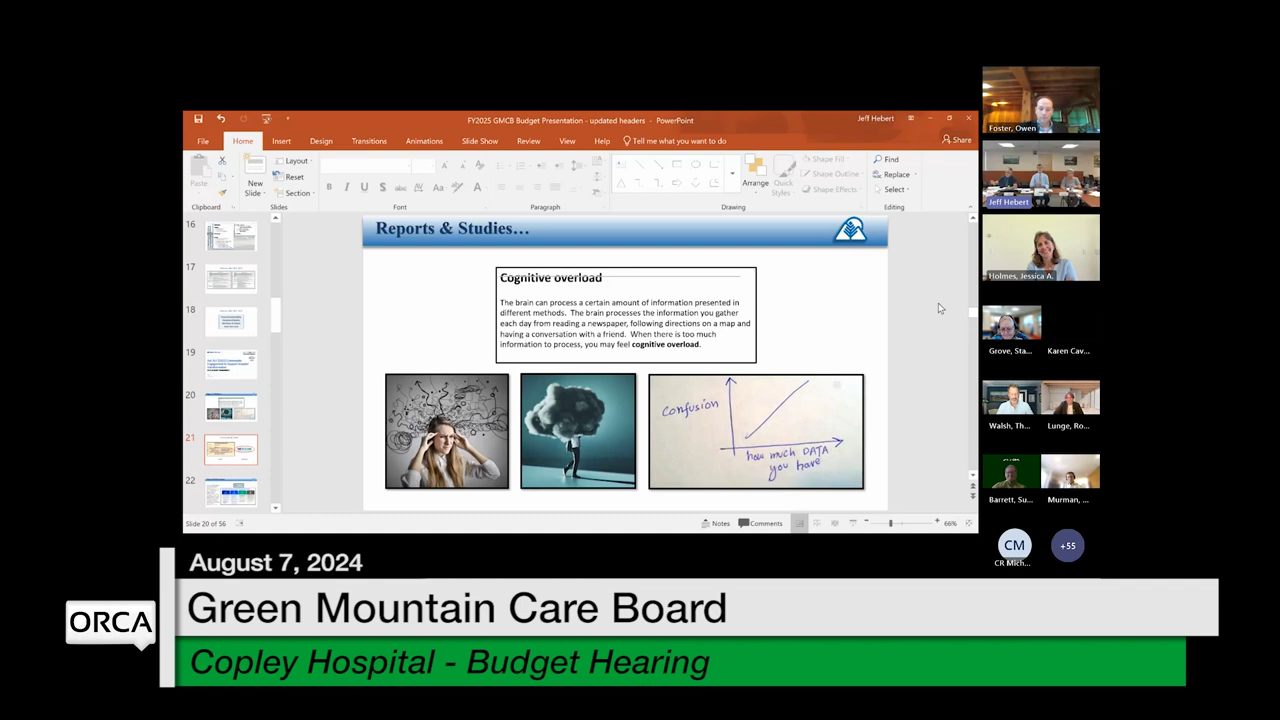 FY2025 GMCB Budget Presentation - updated headers - PowerPoint
Jeff Hebert
File Home Insert Design Transitions Animations Slide Show Review View Help Tell me what you want to do
Share
Paste
New
Slide
Layout
Reset
Section
Arrange
Quick
Styles
Shape Fill
Shape Outline
Shape Effects
Find
Replace
Select
Clipboard Slides Font Paragraph Drawing Editing
16
17
18
19
20
21
22
Reports & Studies…
Cognitive overload
The brain can process a certain amount of information presented in
different methods. The brain processes the information you gather
each day from reading a newspaper, following directions on a map and
having a conversation with a friend. When there is too much
information to process, you may feel cognitive overload.
Confusion
how much DATA
you have
Slide 20 of 56
Notes Comments 66%
Foster, Owen
Jeff Hebert
Holmes, Jessica A.
Grove, Sta... Karen Cav...
Walsh, Th... Lunge, Ro...
Barrett, Su... Murman, ...
CM +55
CR Mich...
August 7, 2024
ORCA
Green Mountain Care Board
Copley Hospital - Budget Hearing